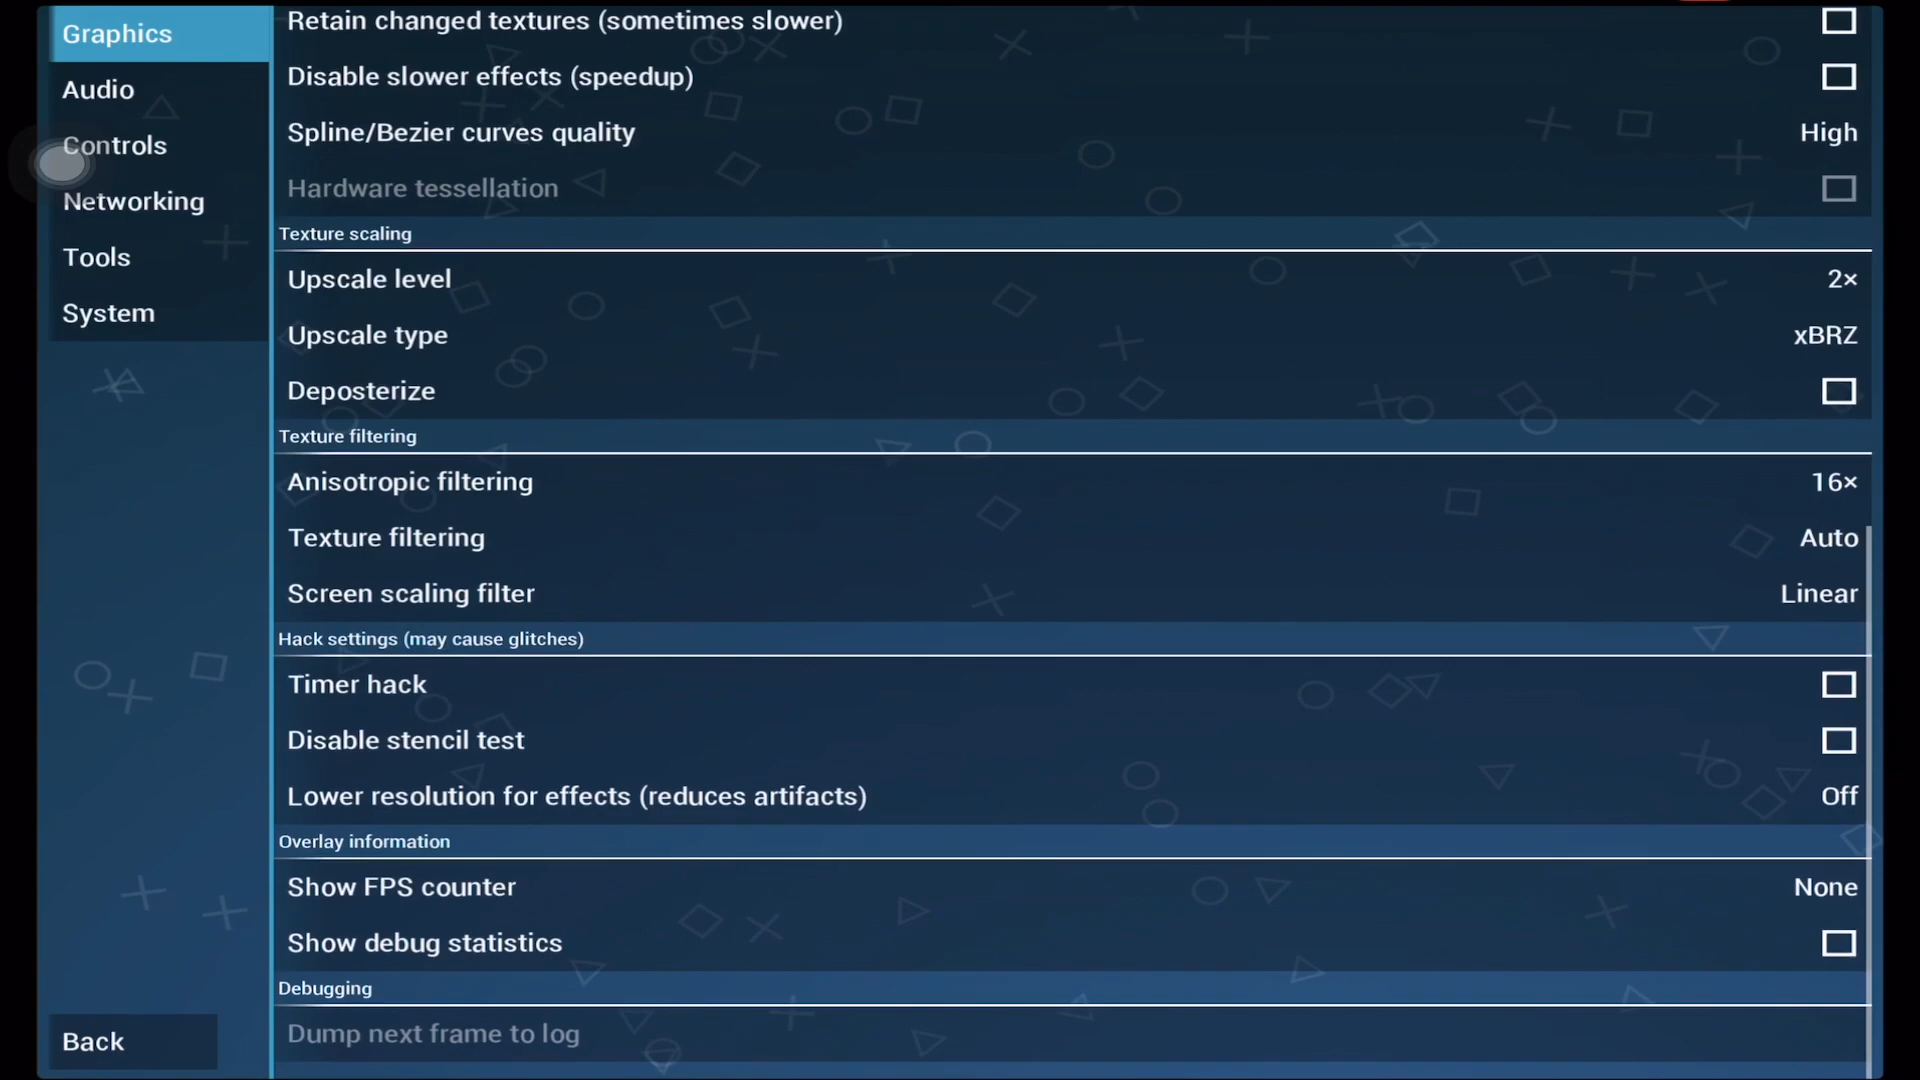 Graphics
Audio
Controls
Networking
Tools
System
Back
Retain changed textures (sometimes slower)
Disable slower effects (speedup)
Spline/Bezier curves quality High
Hardware tessellation
Texture scaling
Upscale level 2×
Upscale type xBRZ
Deposterize
Texture filtering
Anisotropic filtering 16×
Texture filtering Auto
Screen scaling filter Linear
Hack settings (may cause glitches)
Timer hack
Disable stencil test
Lower resolution for effects (reduces artifacts) Off
Overlay information
Show FPS counter None
Show debug statistics
Debugging
Dump next frame to log